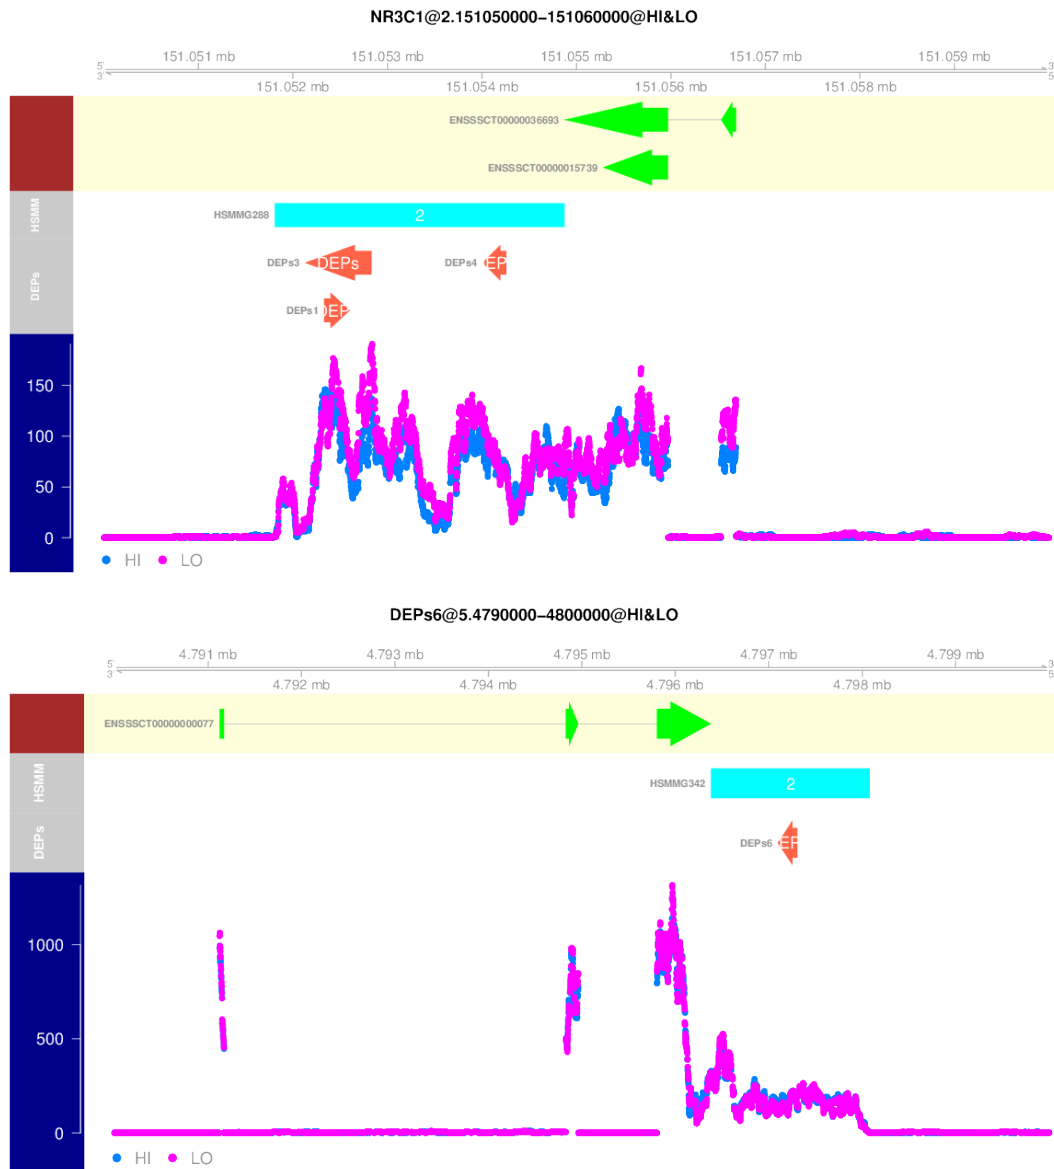 NR3C1@2.151050000−151060000@HI&LO
151.051 mb 151.053 mb 151.055 mb 151.057 mb 151.059 mb
5' 3'
3' 5'
151.052 mb 151.054 mb 151.056 mb 151.058 mb
ENSSSCT00000036693
ENSSSCT00000015739
HSMM
HSMMG288 2
DEPs
DEPs3 DEPs DEPs4 EP
DEPs1 DEP
150
100
50
0
HI LO
DEPs6@5.4790000−4800000@HI&LO
4.791 mb 4.793 mb 4.795 mb 4.797 mb 4.799 mb
5' 3'
3' 5'
4.792 mb 4.794 mb 4.796 mb 4.798 mb
ENSSSCT00000000077
HSMM
HSMMG342 2
DEPs
DEPs6 EP
1000
500
0
HI LO